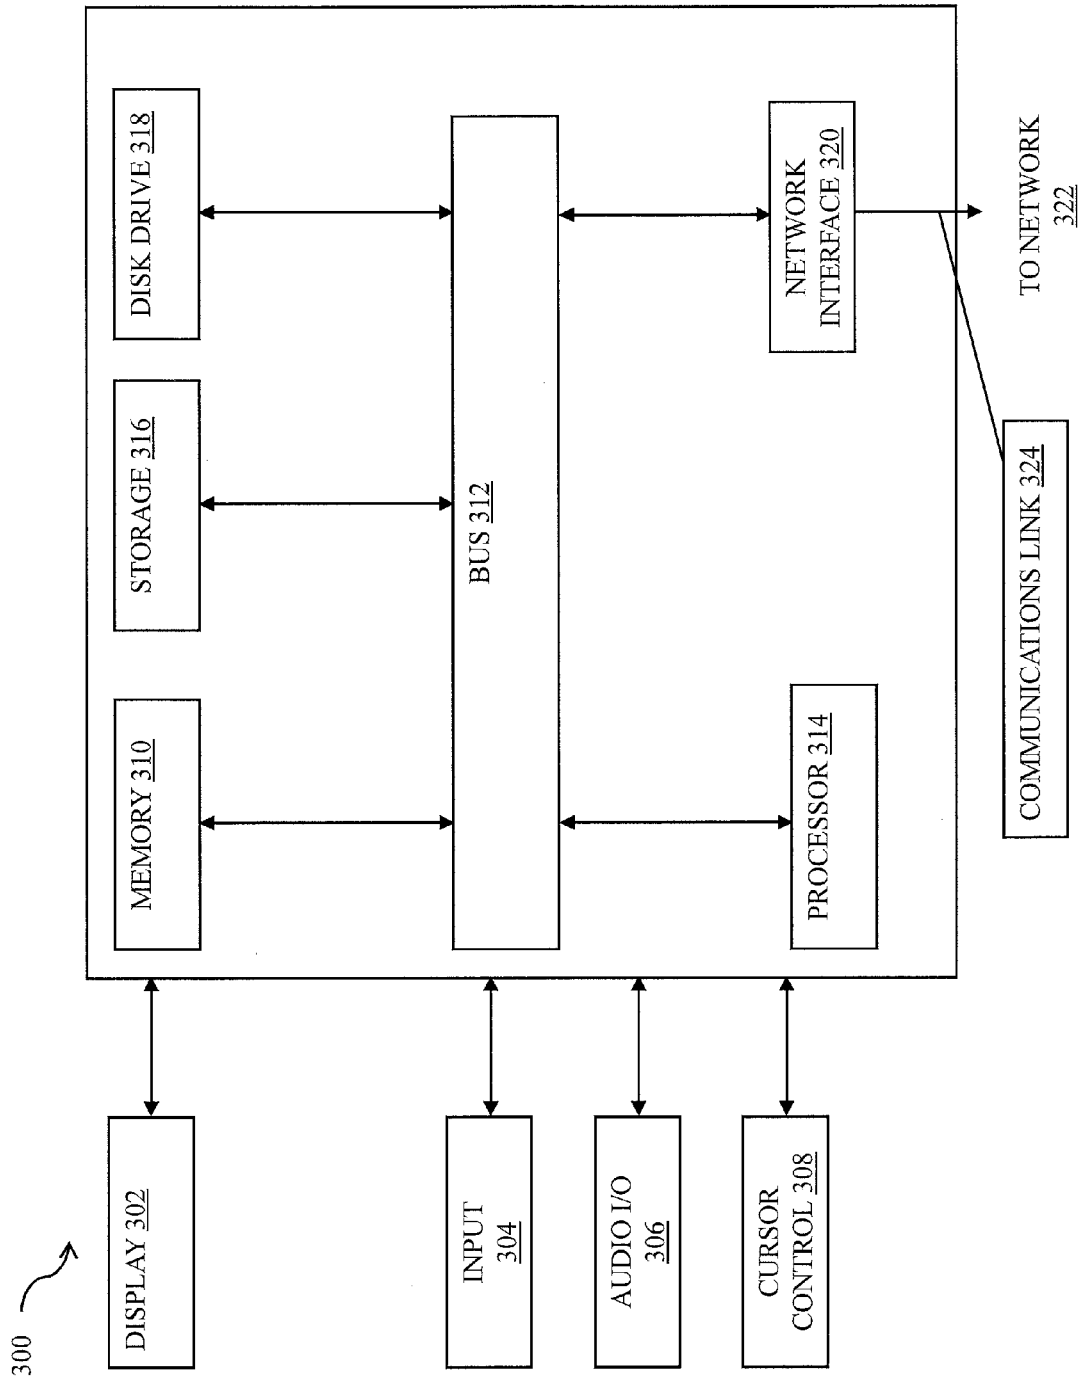 300
DISPLAY 302
INPUT
304
AUDIO I/O
306
CURSOR
CONTROL 308
MEMORY 310
STORAGE 316
DISK DRIVE 318
BUS 312
PROCESSOR 314
NETWORK
INTERFACE 320
COMMUNICATIONS LINK 324
TO NETWORK
322